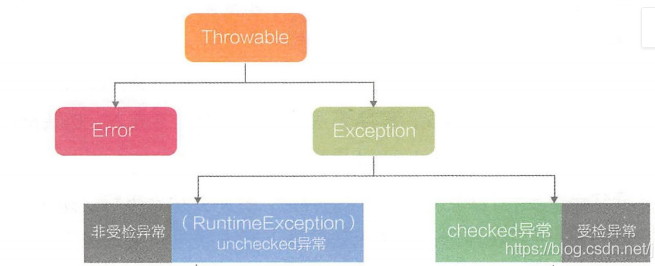 Throwable
Error
Exception
非受检异常
（RuntimeException）
unchecked异常
checked异常
受检异常
https://blog.csdn.net/